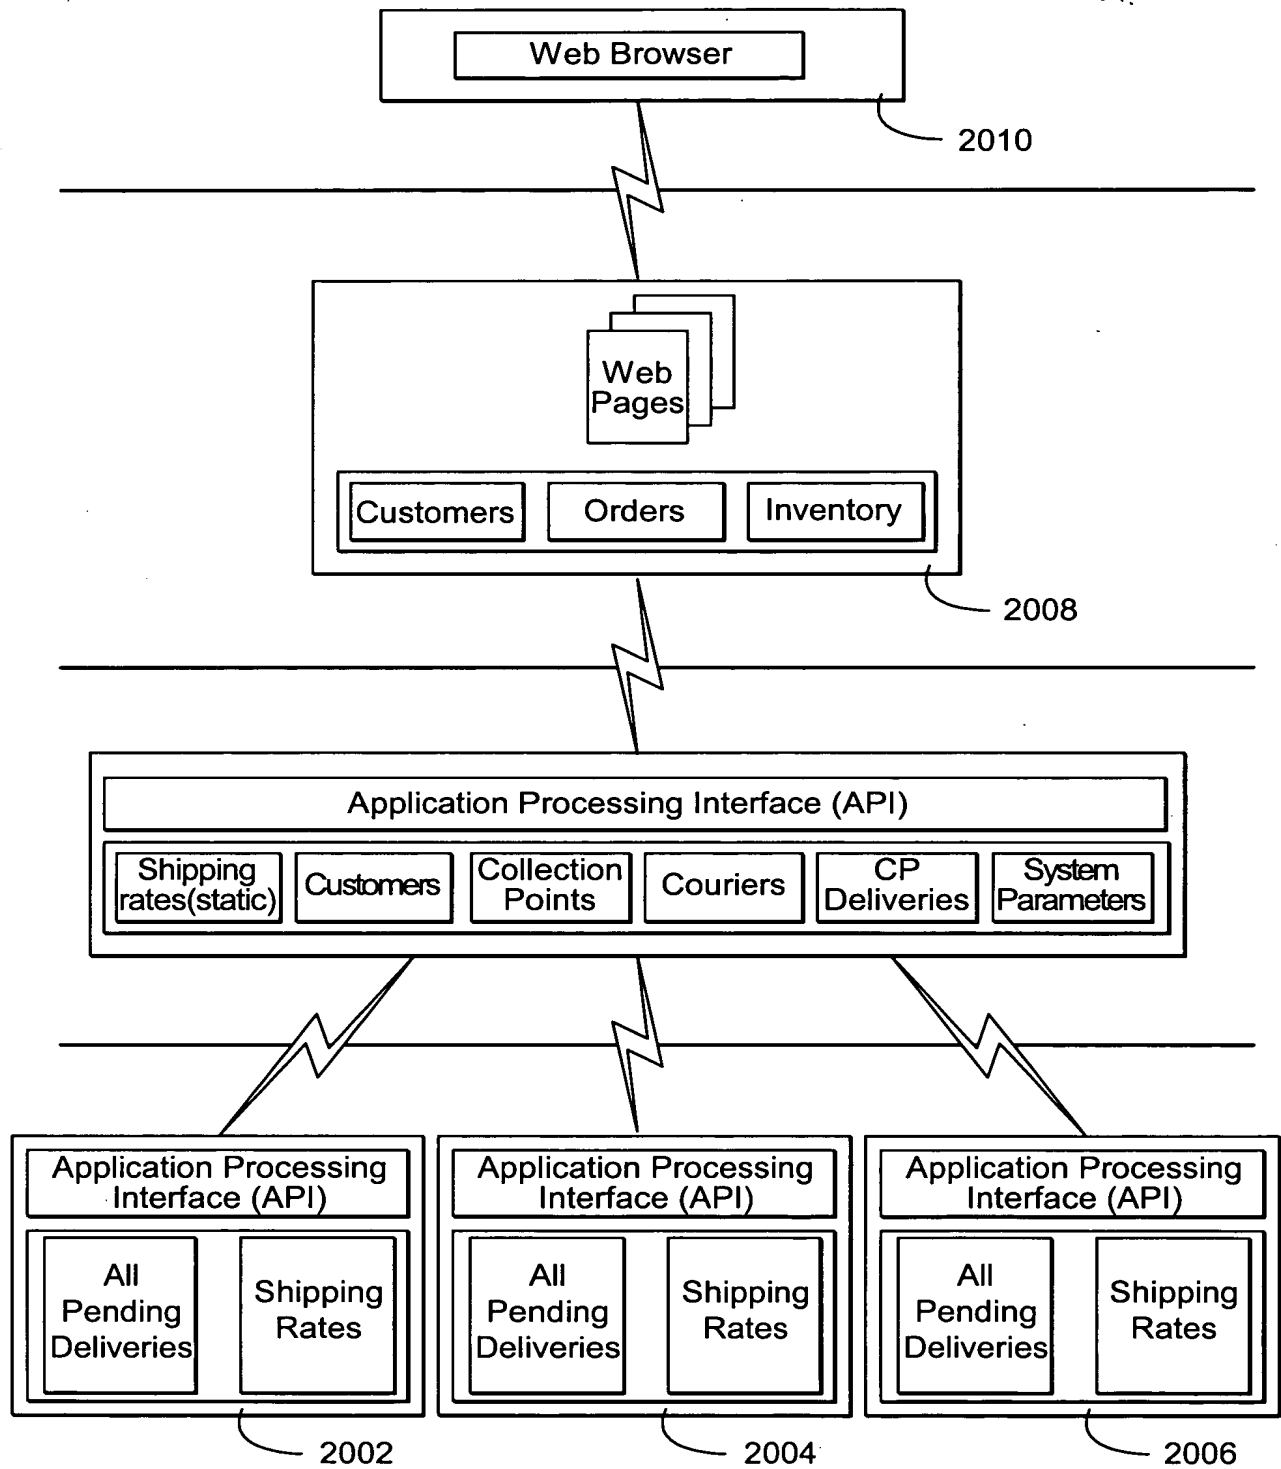 Web Browser
2010
Web
Pages
Customers
Orders
Inventory
2008
Application Processing Interface (API)
Shipping
rates(static)
Customers
Collection
Points
Couriers
CP
Deliveries
System
Parameters
Application Processing
Interface (API)
All
Pending
Deliveries
Shipping
Rates
2002
Application Processing
Interface (API)
All
Pending
Deliveries
Shipping
Rates
2004
Application Processing
Interface (API)
All
Pending
Deliveries
Shipping
Rates
2006